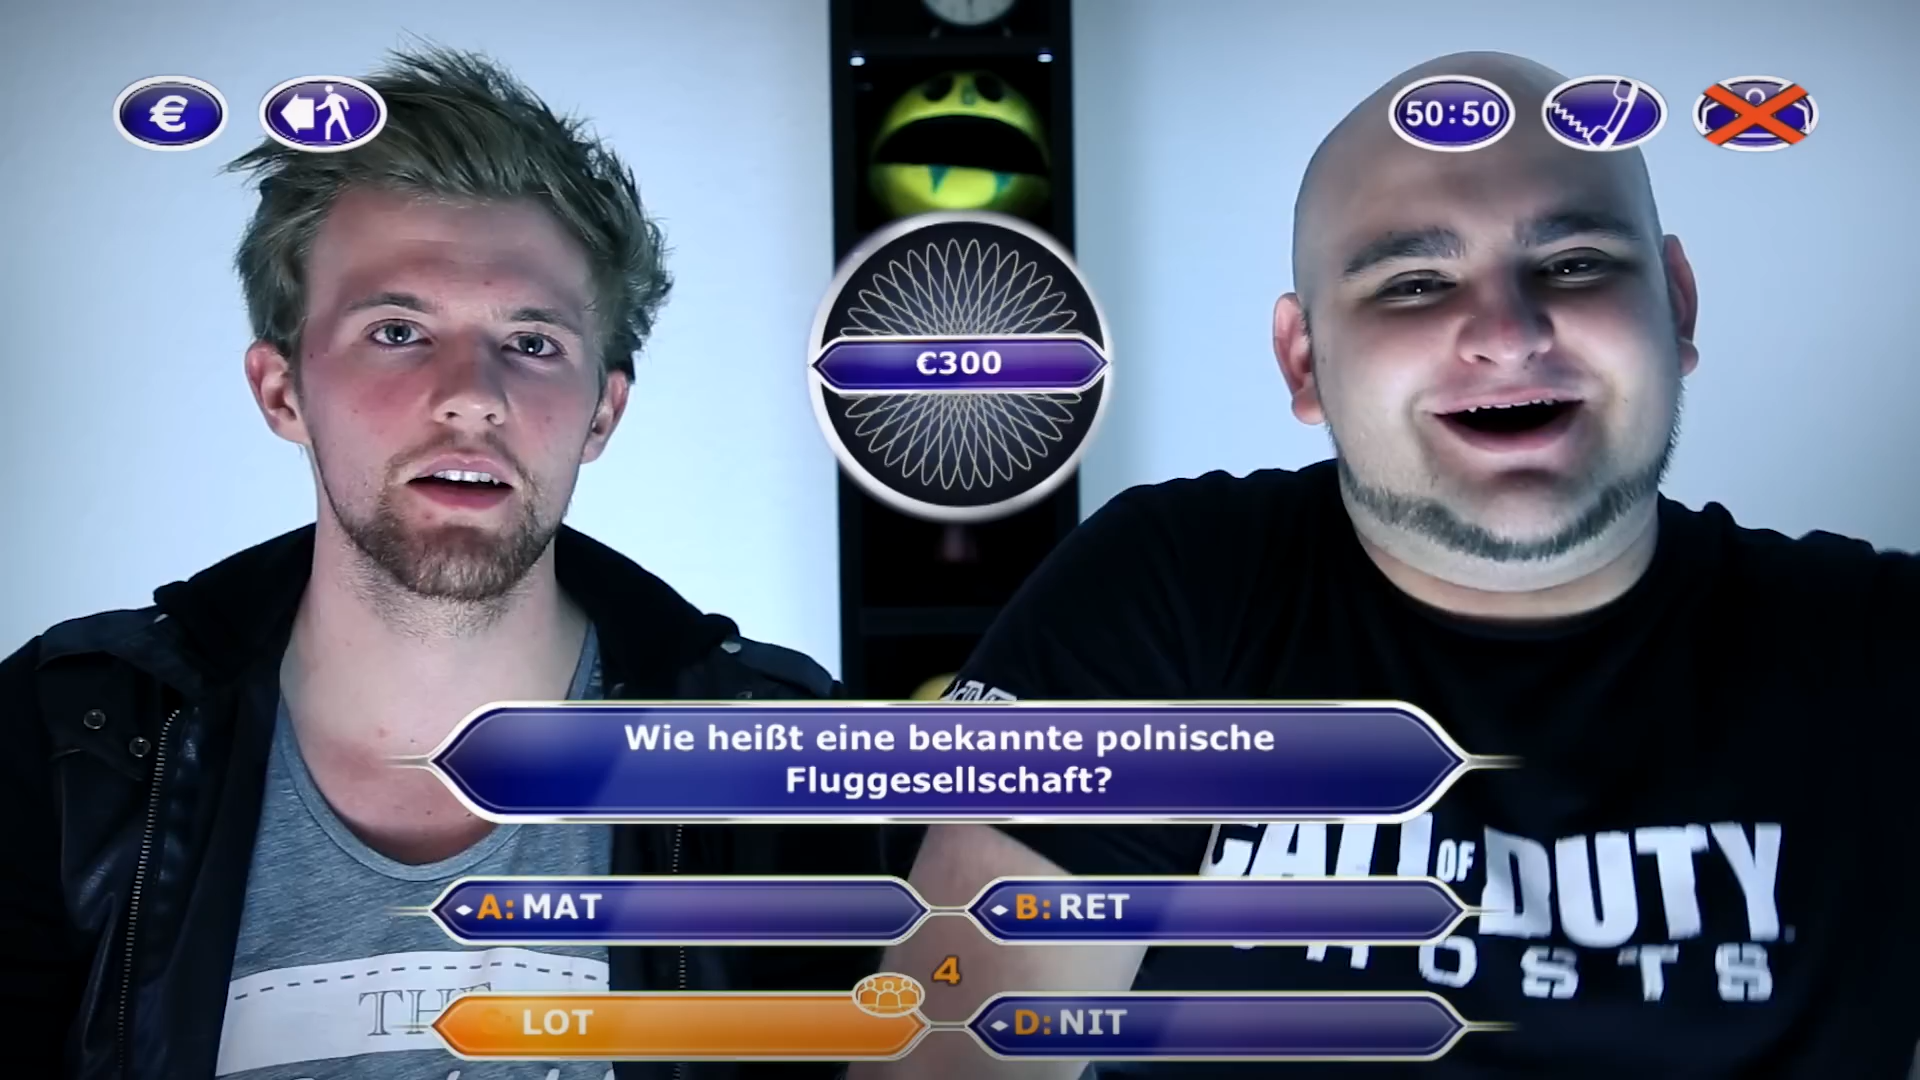 €
50:50
€300
Wie heißt eine bekannte polnische
Fluggesellschaft?
CALL OF DUTY
GHOSTS
A: MAT
B: RET
4
LOT
D: NIT